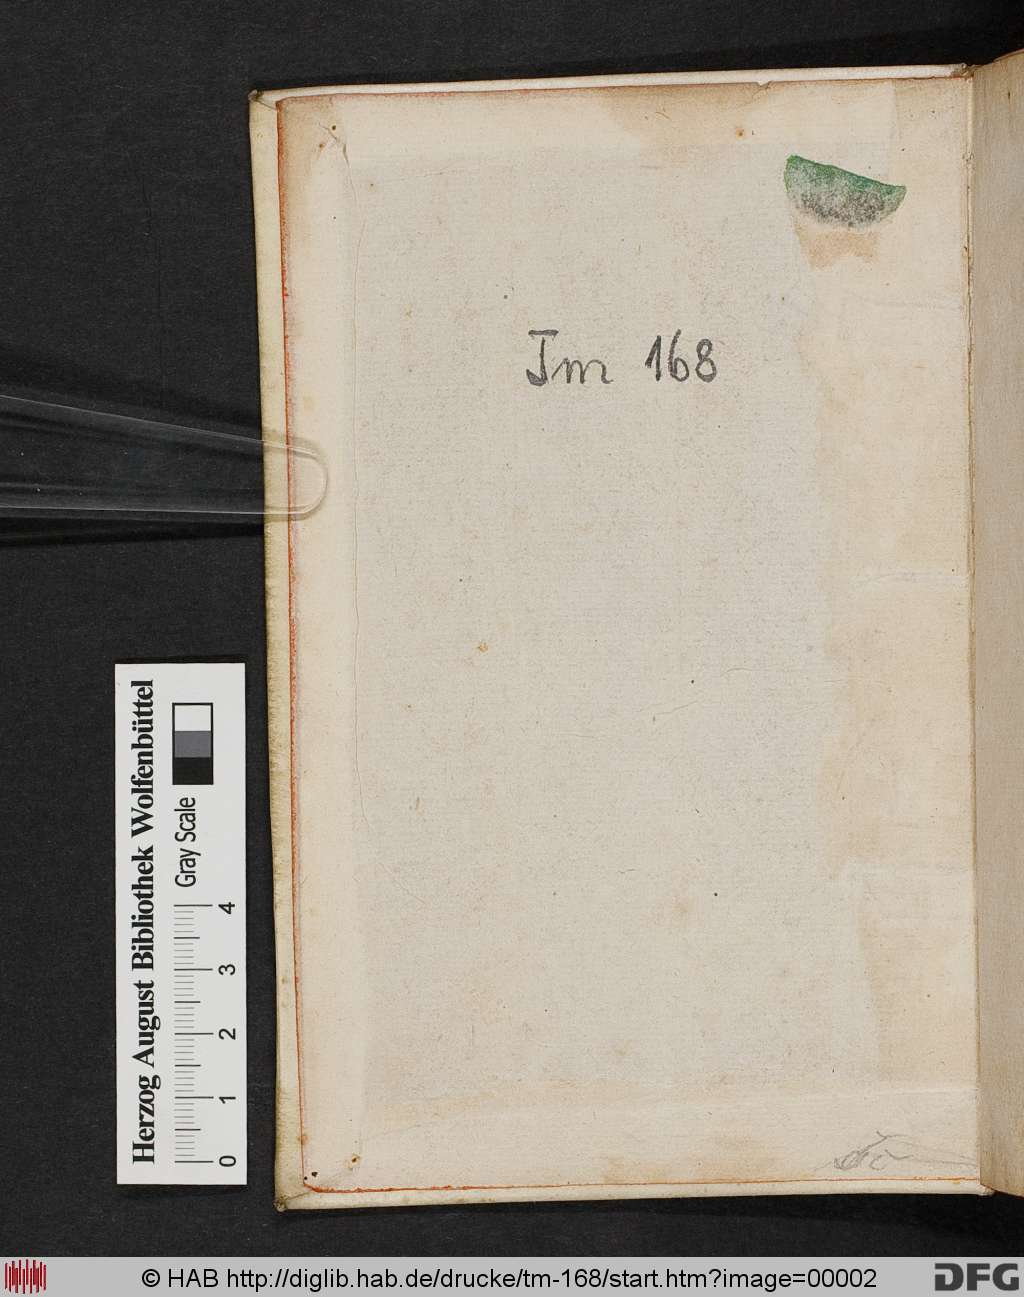 Tm 168
Herzog August Bibliothek Wolfenbüttel
Gray Scale
0 1 2 3 4
© HAB http://diglib.hab.de/drucke/tm-168/start.htm?image=00002
DFG